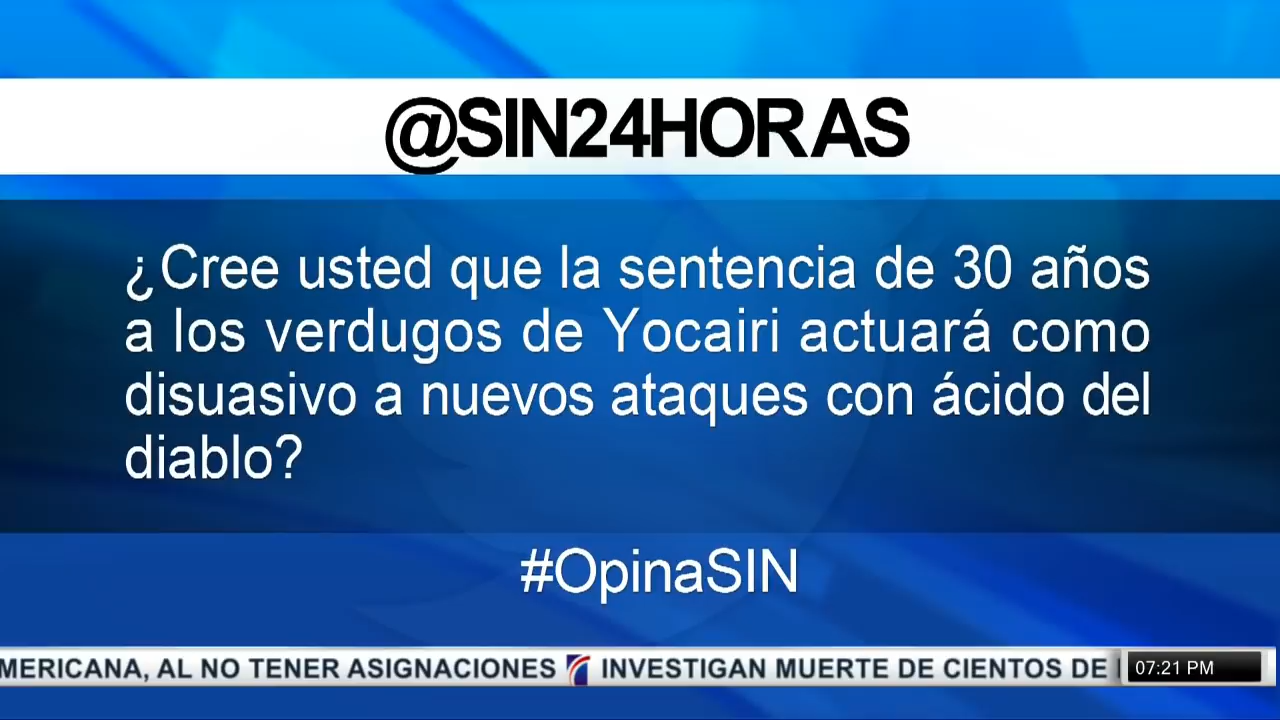 @SIN24HORAS
¿Cree usted que la sentencia de 30 años
a los verdugos de Yocairi actuará como
disuasivo a nuevos ataques con ácido del
diablo?
#OpinaSIN
MERICANA, AL NO TENER ASIGNACIONES INVESTIGAN MUERTE DE CIENTOS DE 07:21 PM